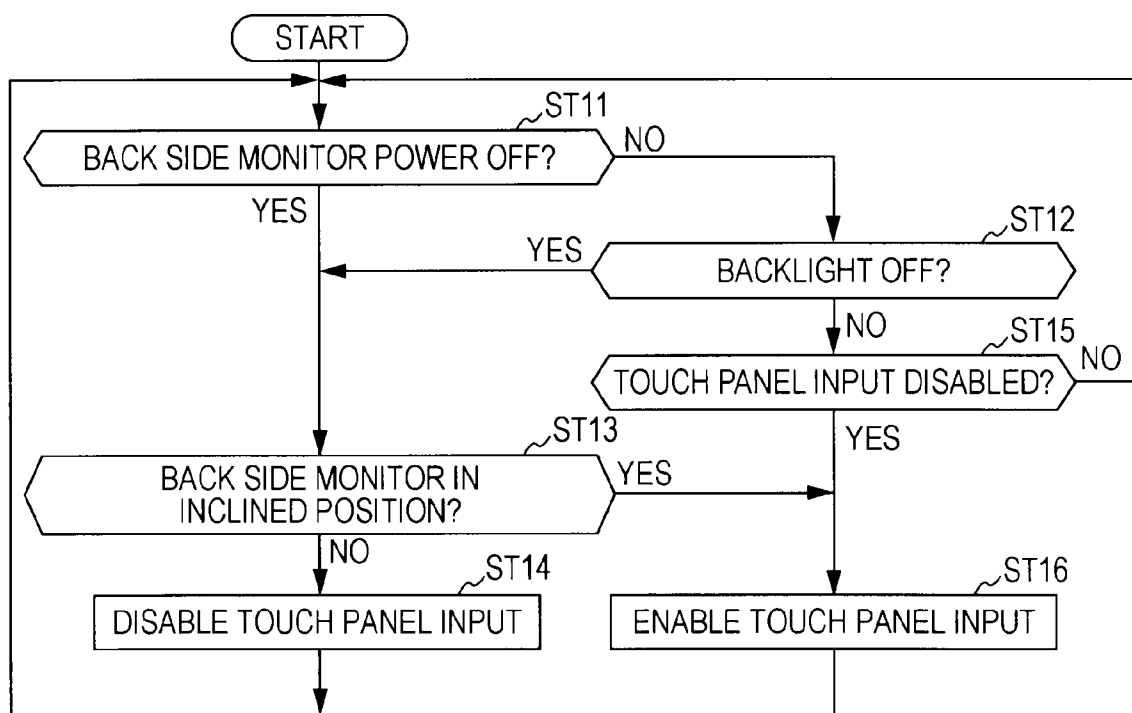 START
ST11
BACK SIDE MONITOR POWER OFF?
NO
YES
ST12
YES
BACKLIGHT OFF?
NO
ST15
TOUCH PANEL INPUT DISABLED?
NO
YES
ST13
BACK SIDE MONITOR IN
INCLINED POSITION?
YES
NO
ST14
DISABLE TOUCH PANEL INPUT
ST16
ENABLE TOUCH PANEL INPUT